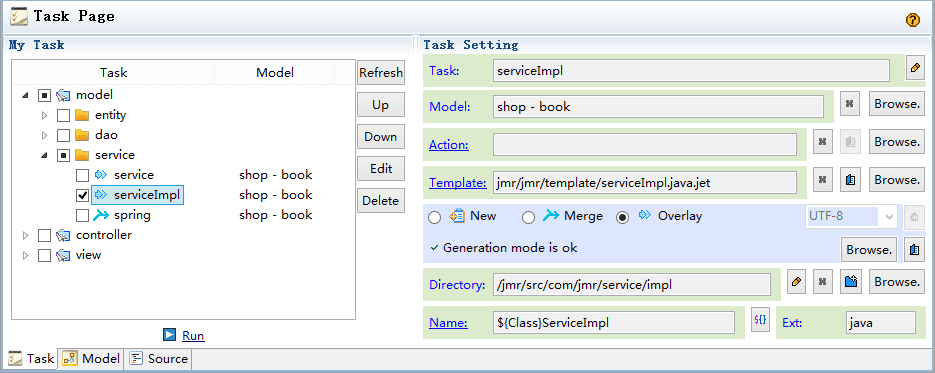 Task Page
My Task
Task Model
model
entity
dao
service
service shop - book
serviceImpl shop - book
spring shop - book
controller
view
Refresh
Up
Down
Edit
Delete
Run
Task Setting
Task: serviceImpl
Model: shop - book Browse.
Action: Browse.
Template: jmr/jmr/template/serviceImpl.java.jet Browse.
New Merge Overlay UTF-8
Generation mode is ok Browse.
Directory: /jmr/src/com/jmr/service/impl Browse.
Name: ${Class}ServiceImpl ${} Ext: java
Task Model Source